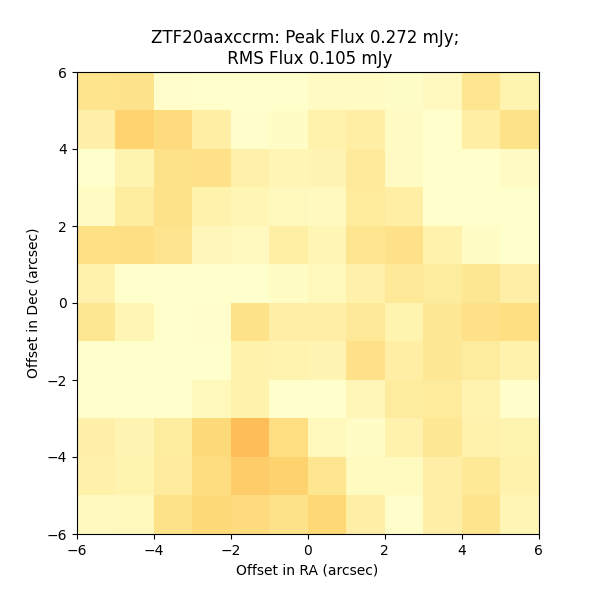 ZTF20aaxccrm: Peak Flux 0.272 mJy;
RMS Flux 0.105 mJy
6
4
2
0
−2
−4
−6
Offset in Dec (arcsec)
−6 −4 −2 0 2 4 6
Offset in RA (arcsec)